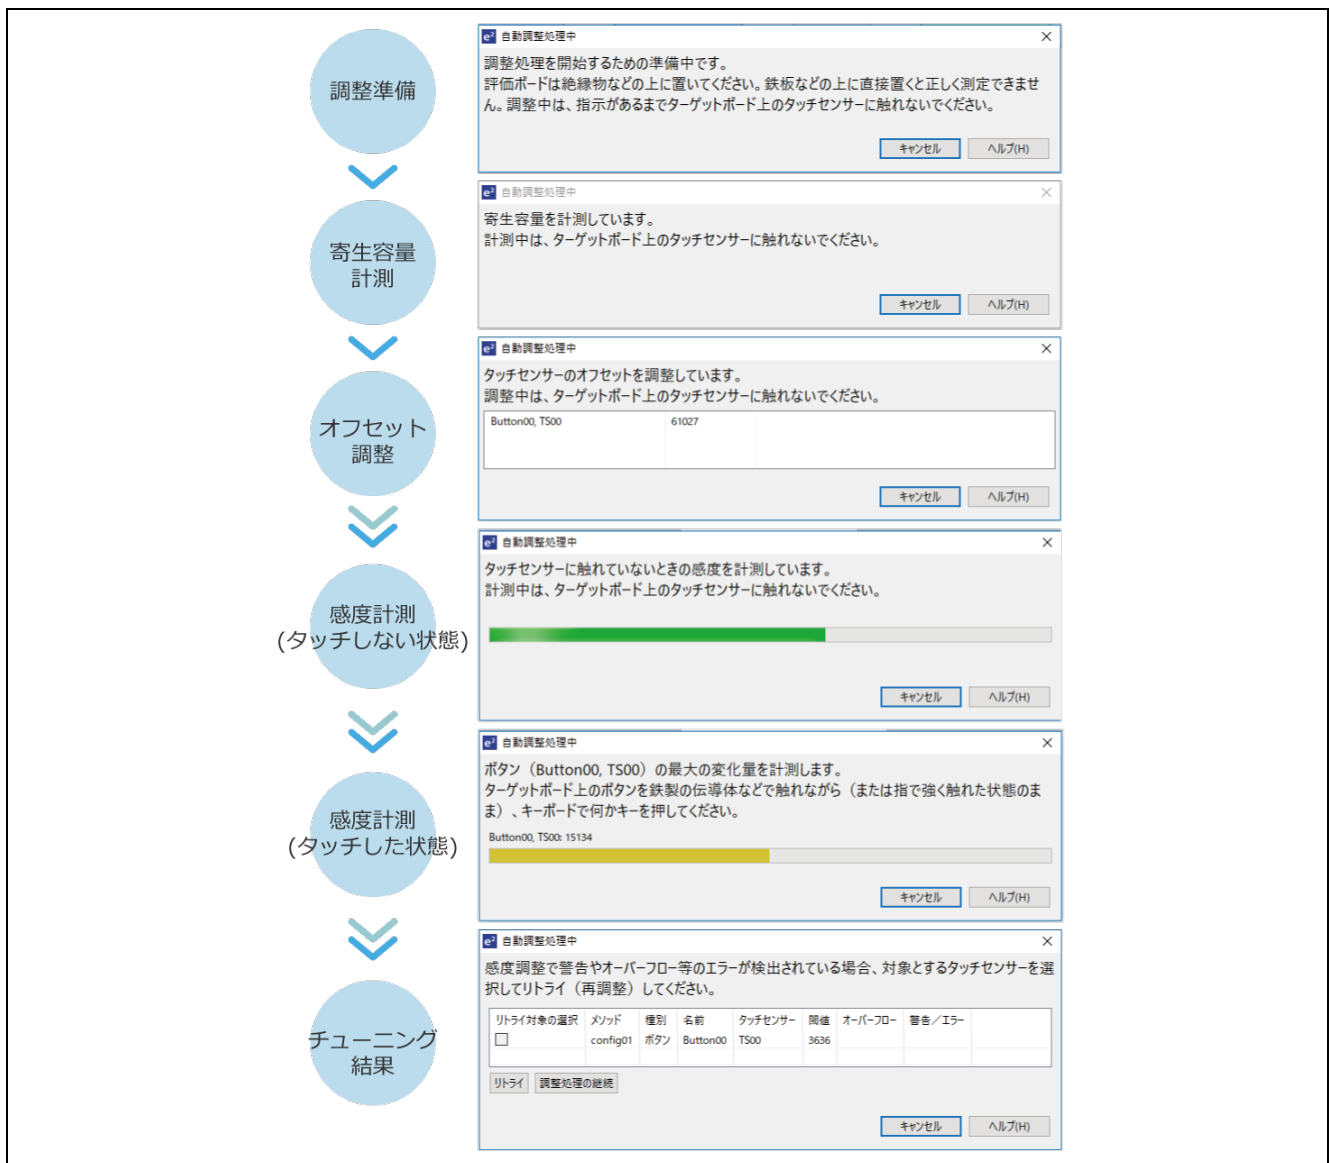 調整準備
e² 自動調整処理中
調整処理を開始するための準備中です。
評価ボードは絶縁物などの上に置いてください。鉄板などの上に直接置くと正しく測定できませ
ん。調整中は、指示があるまでターゲットボード上のタッチセンサーに触れないでください。
キャンセル ヘルプ(H)
寄生容量
計測
e² 自動調整処理中
寄生容量を計測しています。
計測中は、ターゲットボード上のタッチセンサーに触れないでください。
キャンセル ヘルプ(H)
オフセット
調整
e² 自動調整処理中
タッチセンサーのオフセットを調整しています。
調整中は、ターゲットボード上のタッチセンサーに触れないでください。
Button00, TS00 61027
キャンセル ヘルプ(H)
感度計測
(タッチしない状態)
e² 自動調整処理中
タッチセンサーに触れていないときの感度を計測しています。
計測中は、ターゲットボード上のタッチセンサーに触れないでください。
キャンセル ヘルプ(H)
感度計測
(タッチした状態)
e² 自動調整処理中
ボタン（Button00, TS00）の最大の変化量を計測します。
ターゲットボード上のボタンを鉄製の伝導体などで触れながら（または指で強く触れた状態のま
ま）、キーボードで何かキーを押してください。
Button00, TS00: 15134
キャンセル ヘルプ(H)
チューニング
結果
e² 自動調整処理中
感度調整で警告やオーバーフロー等のエラーが検出されている場合、対象とするタッチセンサーを選
択してリトライ（再調整）してください。
リトライ対象の選択 メソッド 種別 名前 タッチセンサー 閾値 オーバーフロー 警告／エラー
config01 ボタン Button00 TS00 3636
リトライ 調整処理の継続
キャンセル ヘルプ(H)